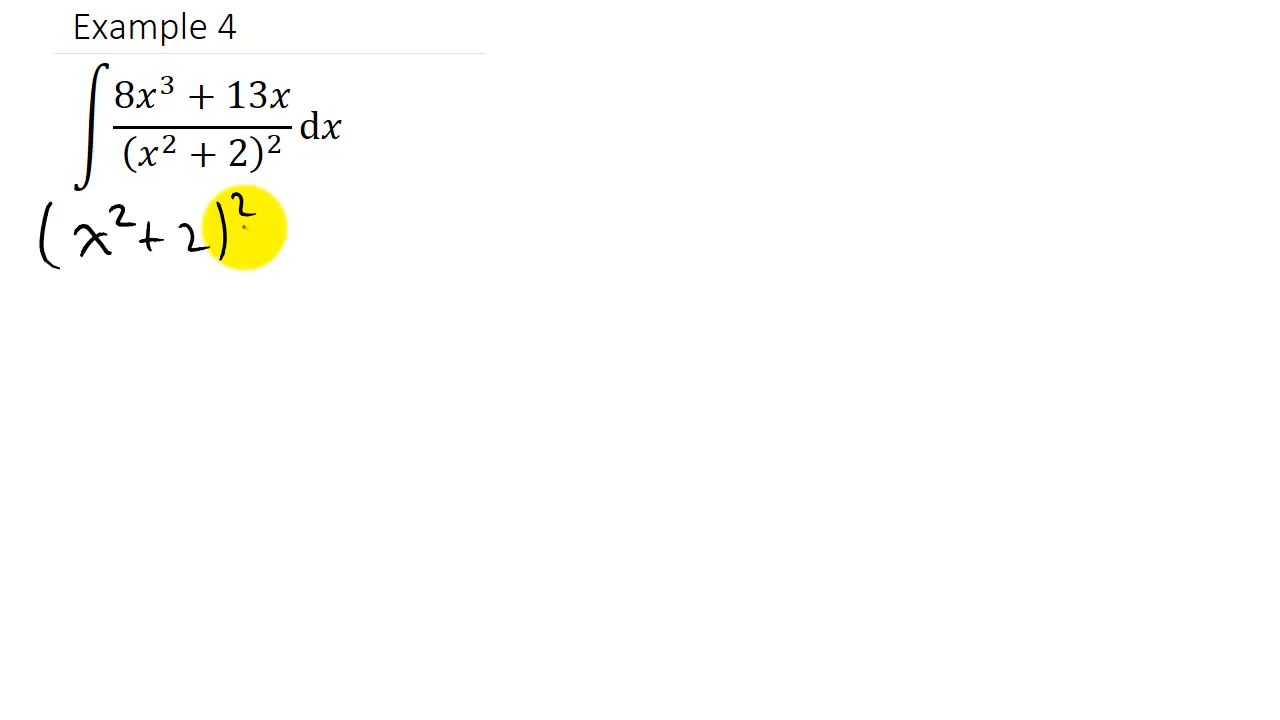 Example 4
∫ 8x³ + 13x / (x² + 2)² dx
(x² + 2)²